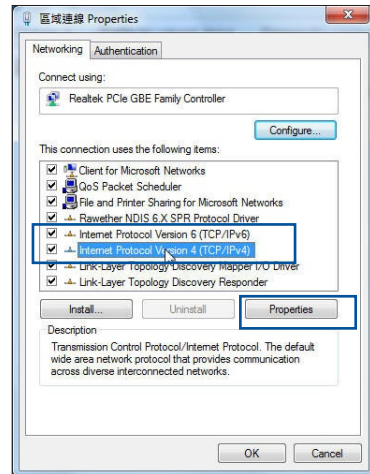 區域連線 Properties
Networking Authentication
Connect using:
Realtek PCIe GBE Family Controller
Configure...
This connection uses the following items:
Client for Microsoft Networks
QoS Packet Scheduler
File and Printer Sharing for Microsoft Networks
Rawether NDIS 6.X SPR Protocol Driver
Internet Protocol Version 6 (TCP/IPv6)
Internet Protocol Version 4 (TCP/IPv4)
Link-Layer Topology Discovery Mapper I/O Driver
Link-Layer Topology Discovery Responder
Install... Uninstall Properties
Description
Transmission Control Protocol/Internet Protocol. The default
wide area network protocol that provides communication
across diverse interconnected networks.
OK Cancel